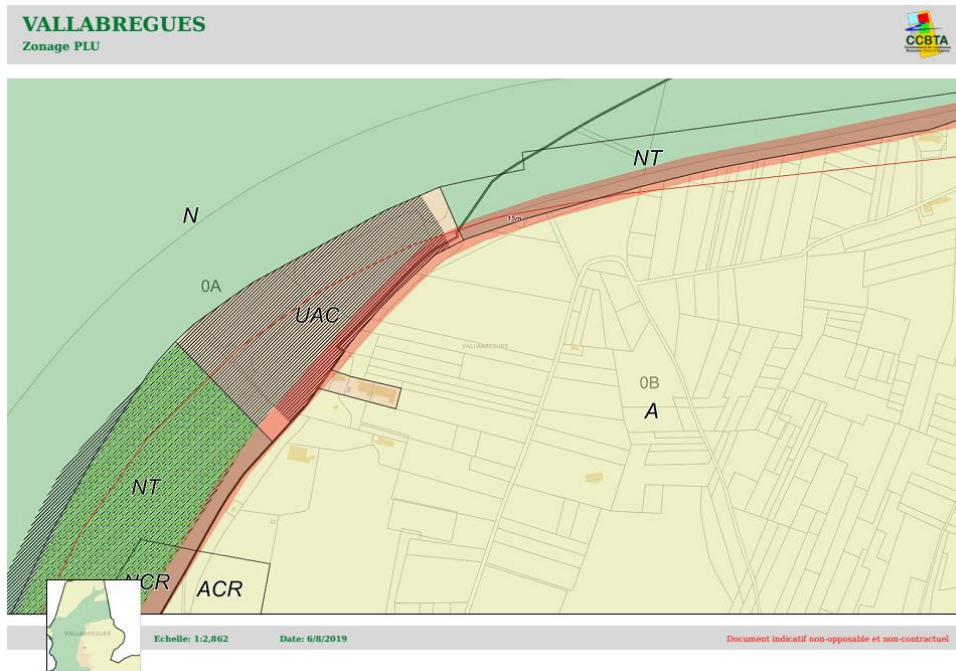 VALLABREGUES
Zonage PLU
CCBTA
NT
N
15m
0A
UAC
VALLABREGUES
0B
A
NT
NCR
ACR
VALLABREGUES
Echelle: 1:2,862
Date: 6/8/2019
Document indicatif non-opposable et non-contractuel